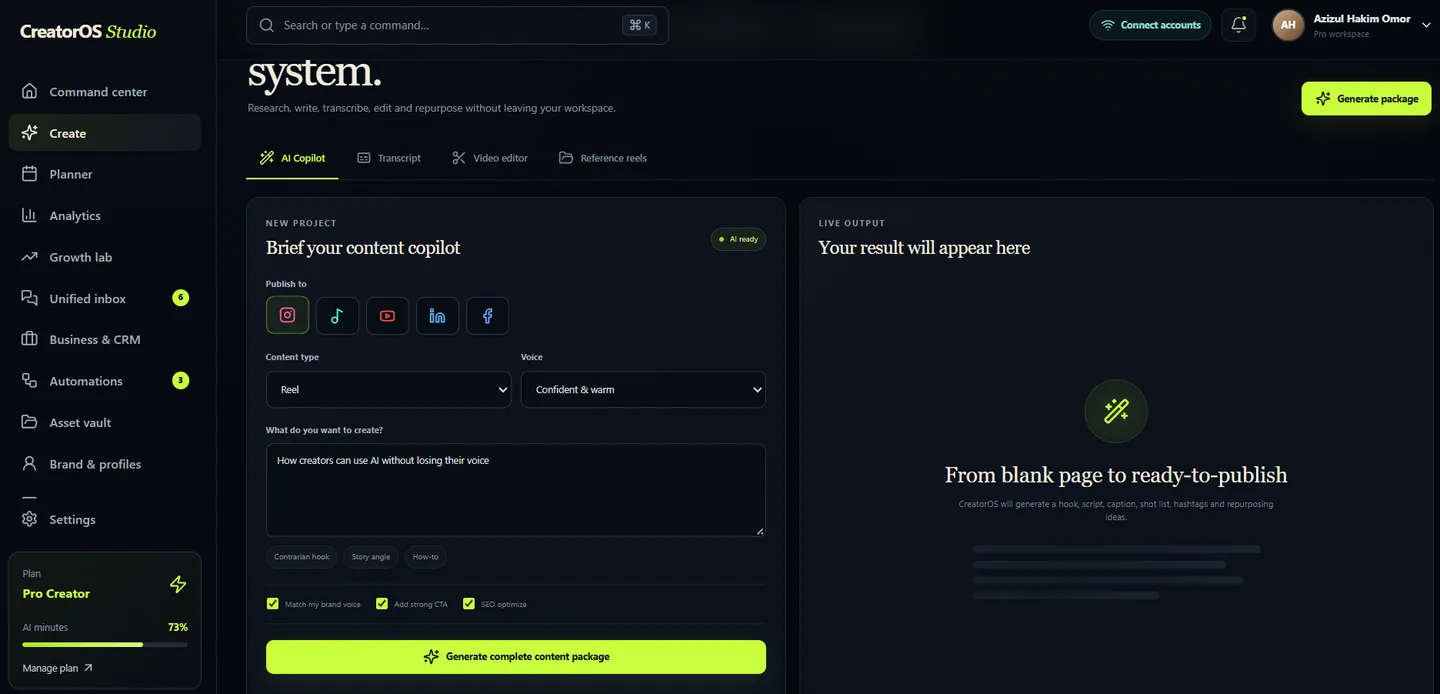 CreatorOS Studio
Search or type a command...
⌘ K
Connect accounts
AH
Azizul Hakim Omor
Pro workspace
Command center
Create
Planner
Analytics
Growth lab
Unified inbox 6
Business & CRM
Automations 3
Asset vault
Brand & profiles
Settings
Plan
Pro Creator
AI minutes 73%
Manage plan
system.
Research, write, transcribe, edit and repurpose without leaving your workspace.
Generate package
AI Copilot
Transcript
Video editor
Reference reels
NEW PROJECT
Brief your content copilot
AI ready
Publish to
Content type
Voice
Reel
Confident & warm
What do you want to create?
How creators can use AI without losing their voice
Contrarian hook
Story angle
How-to
Match my brand voice
Add strong CTA
SEO optimize
Generate complete content package
LIVE OUTPUT
Your result will appear here
From blank page to ready-to-publish
CreatorOS will generate a hook, script, caption, shot list, hashtags and repurposing
ideas.